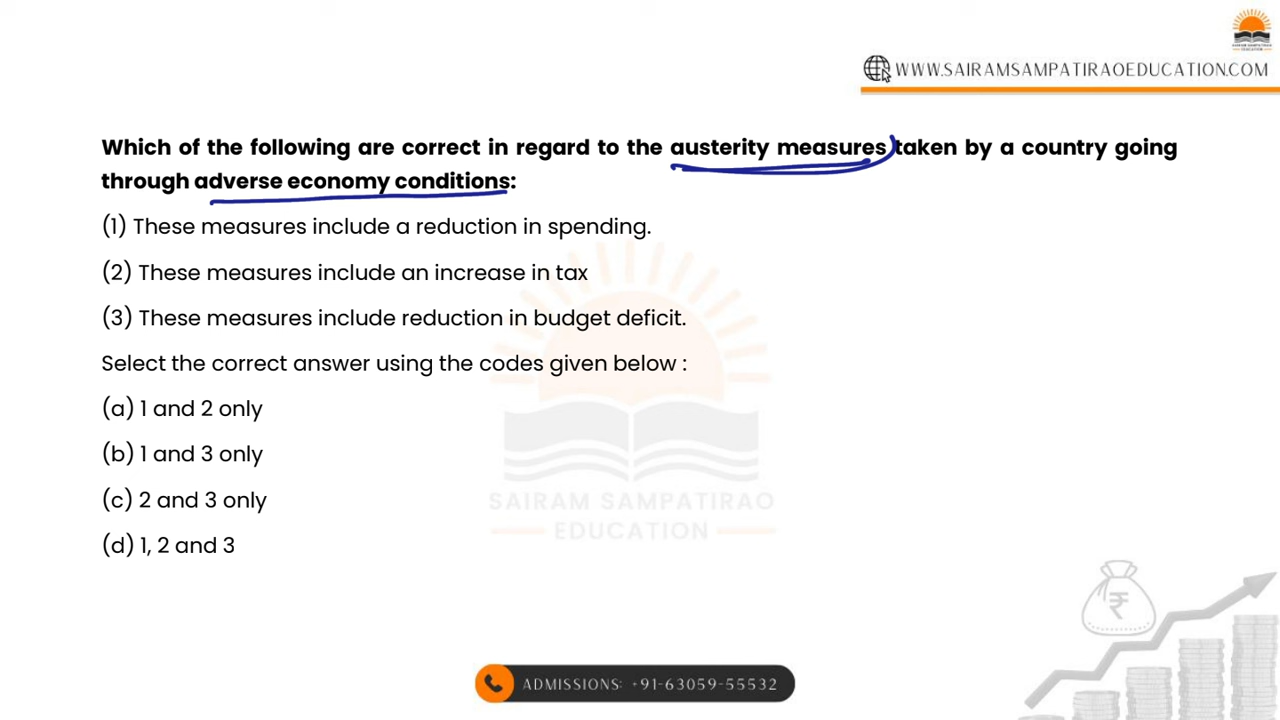 SAIRAM SAMPATIRAO
EDUCATION
WWW.SAIRAMSAMPATIRAOEDUCATION.COM
Which of the following are correct in regard to the austerity measures taken by a country going
through adverse economy conditions:
(1) These measures include a reduction in spending.
(2) These measures include an increase in tax
(3) These measures include reduction in budget deficit.
Select the correct answer using the codes given below :
(a) 1 and 2 only
(b) 1 and 3 only
(c) 2 and 3 only
(d) 1, 2 and 3
SAIRAM SAMPATIRAO
EDUCATION
₹
ADMISSIONS: +91-63059-55532